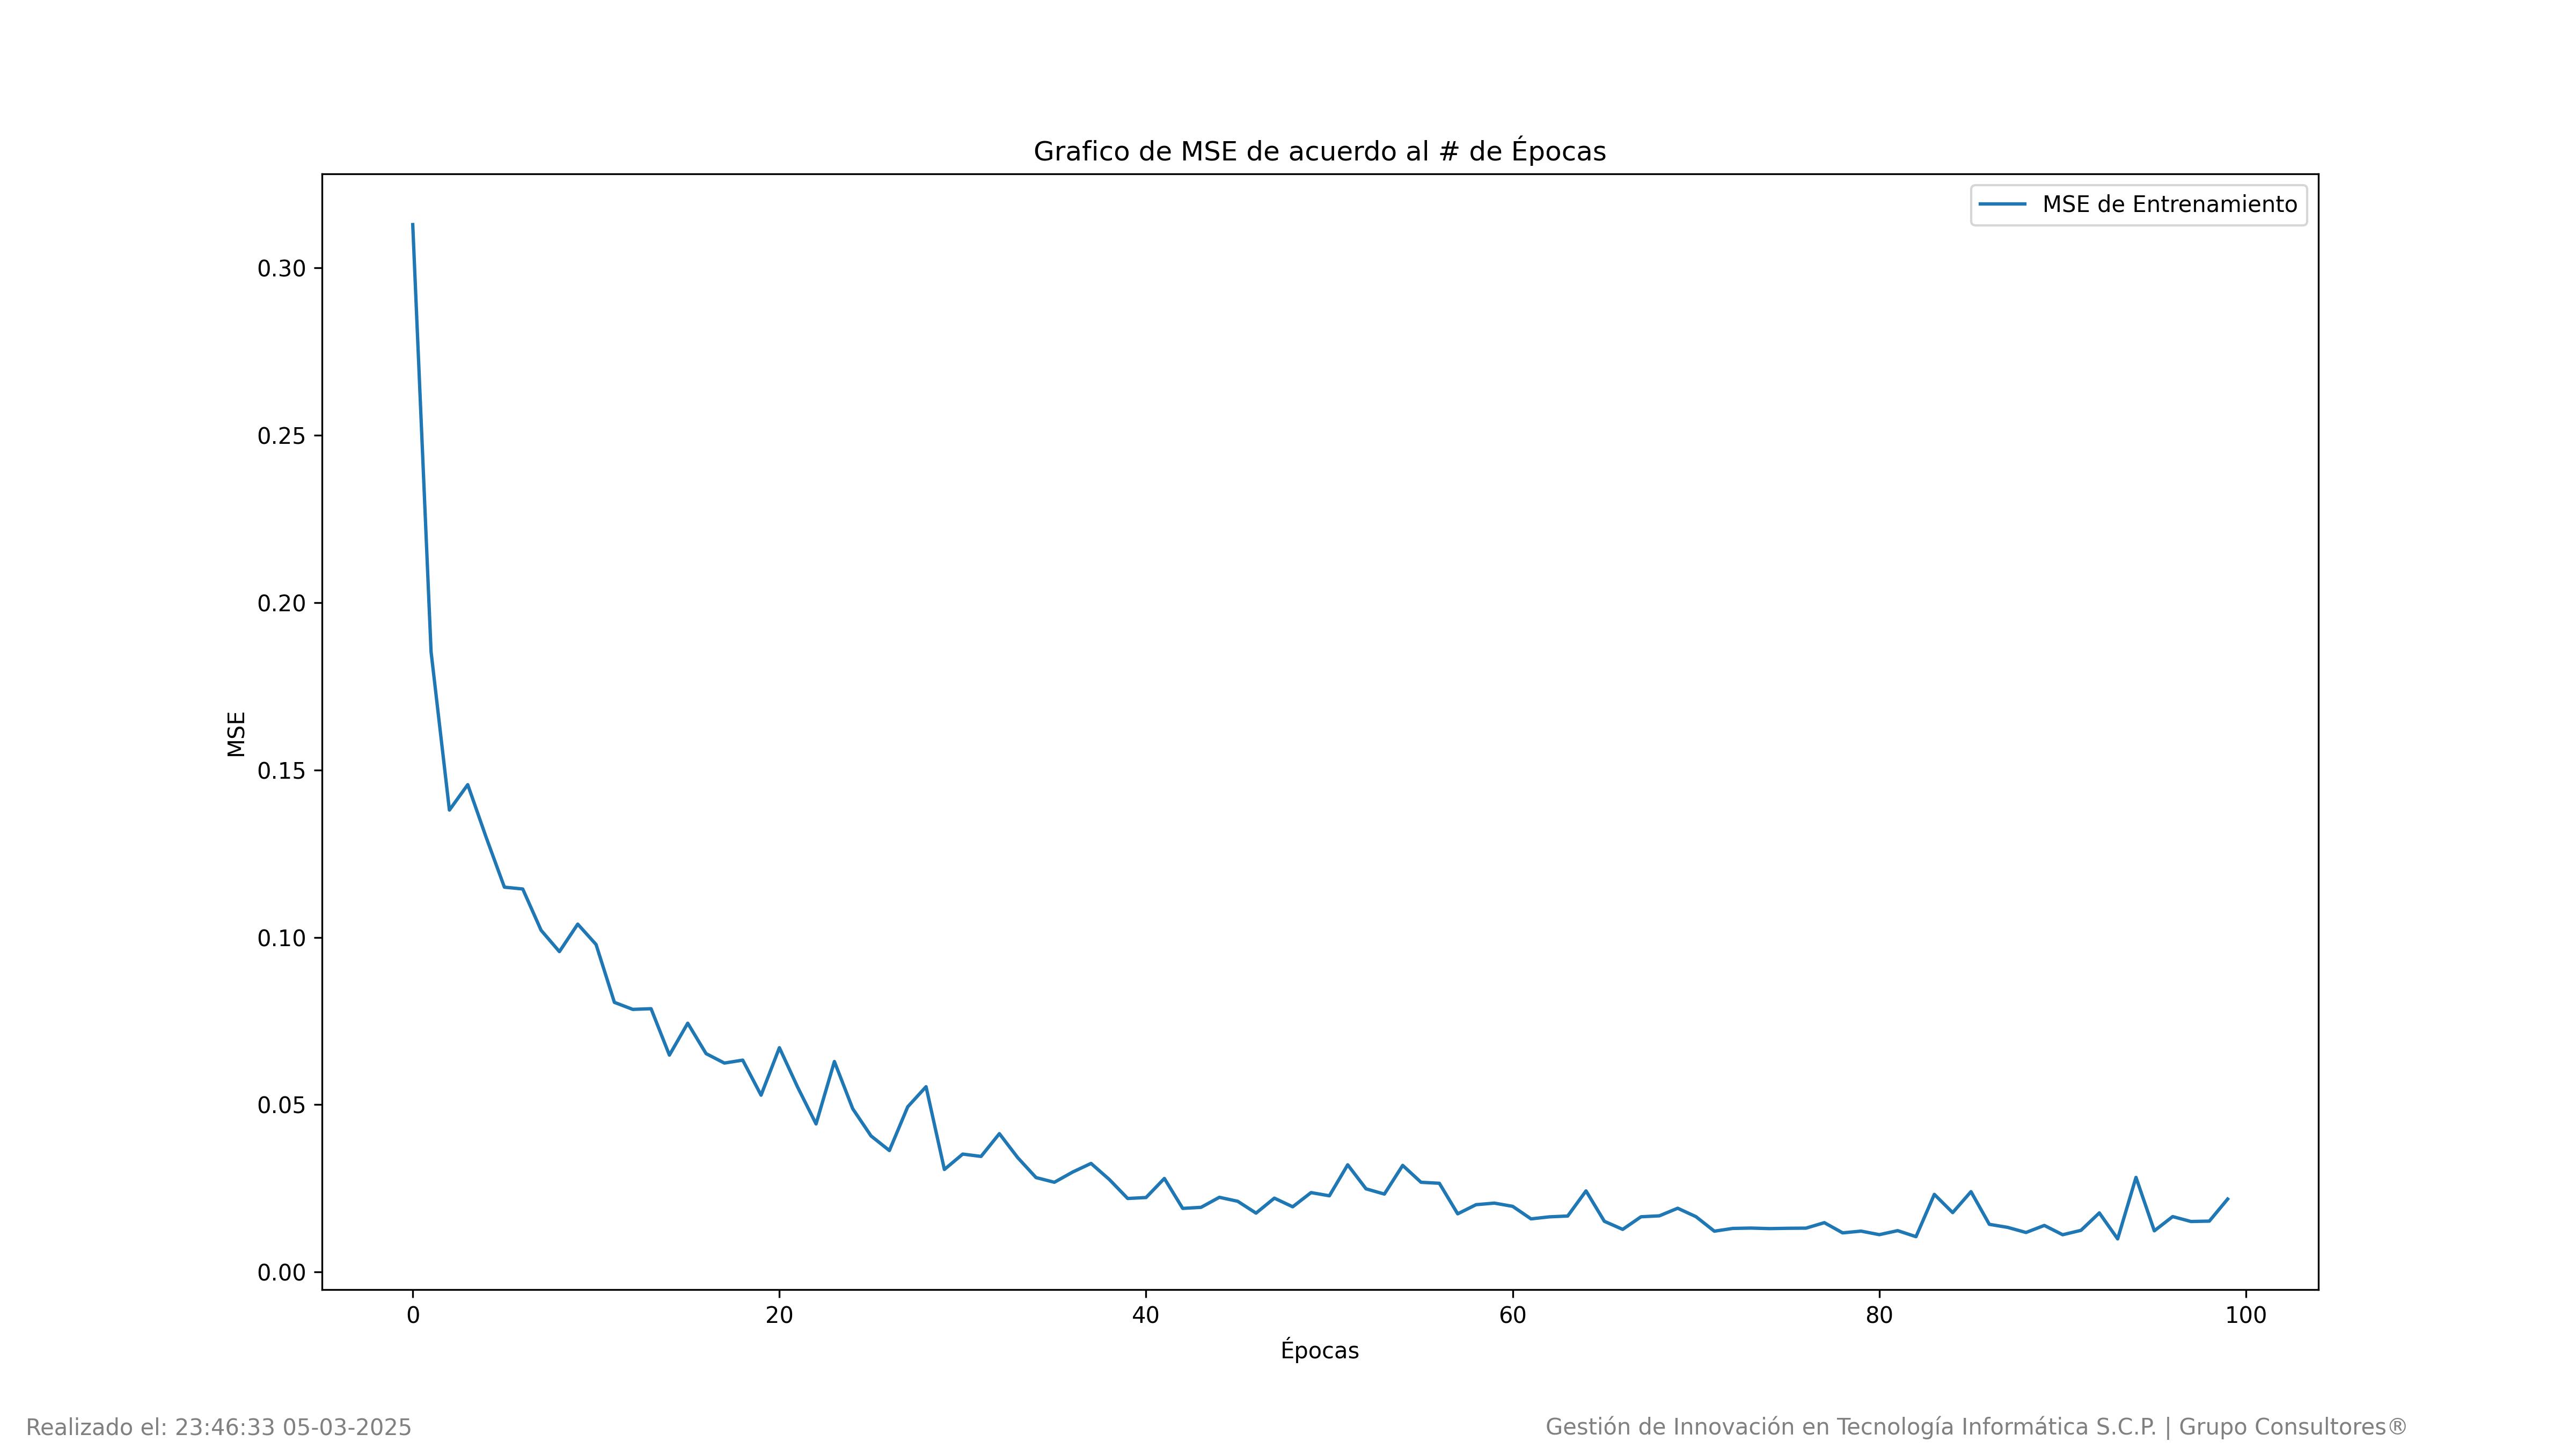 Grafico de MSE de acuerdo al # de Épocas
MSE de Entrenamiento
0.30
0.25
0.20
0.15
0.10
0.05
0.00
MSE
0 20 40 60 80 100
Épocas
Realizado el: 23:46:33 05-03-2025
Gestión de Innovación en Tecnología Informática S.C.P. | Grupo Consultores®